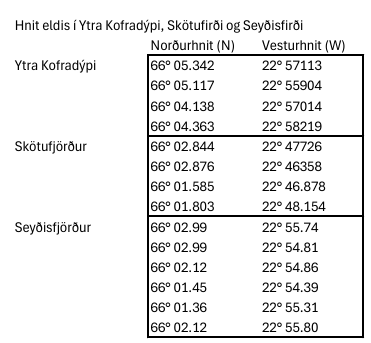 Hnit eldis í Ytra Kofradýpi, Skötufirði og Seyðisfirði
Norðurhnit (N) Vesturhnit (W)
Ytra Kofradýpi 66° 05.342 22° 57113
66° 05.117 22° 55904
66° 04.138 22° 57014
66° 04.363 22° 58219
Skötufjörður 66° 02.844 22° 47726
66° 02.876 22° 46358
66° 01.585 22° 46.878
66° 01.803 22° 48.154
Seyðisfjörður 66° 02.99 22° 55.74
66° 02.99 22° 54.81
66° 02.12 22° 54.86
66° 01.45 22° 54.39
66° 01.36 22° 55.31
66° 02.12 22° 55.80